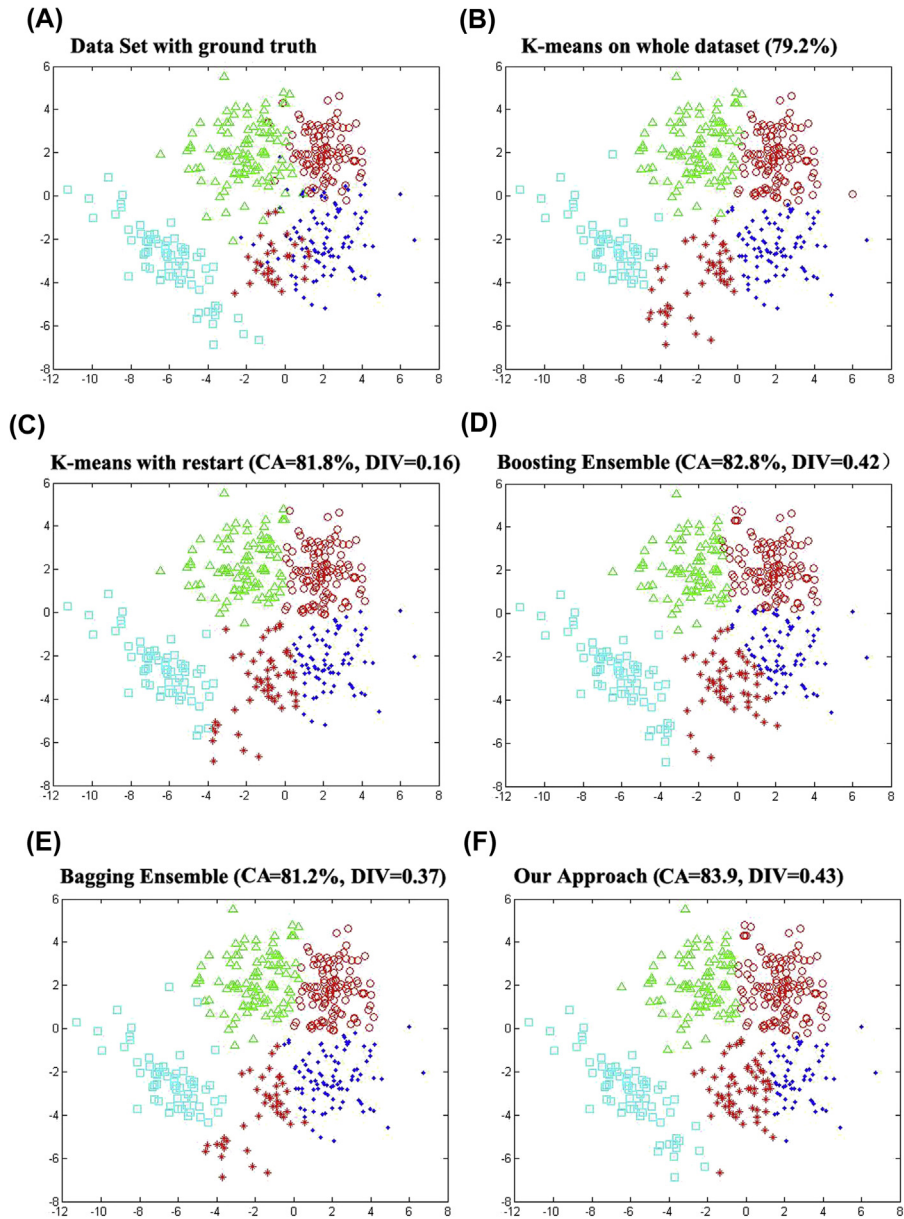 (A)
Data Set with ground truth
6
4
2
0
-2
-4
-6
-8
-12 -10 -8 -6 -4 -2 0 2 4 6 8
(B)
K-means on whole dataset (79.2%)
6
4
2
0
-2
-4
-6
-8
-12 -10 -8 -6 -4 -2 0 2 4 6 8
(C)
K-means with restart (CA=81.8%, DIV=0.16)
6
4
2
0
-2
-4
-6
-8
-12 -10 -8 -6 -4 -2 0 2 4 6 8
(D)
Boosting Ensemble (CA=82.8%, DIV=0.42）
6
4
2
0
-2
-4
-6
-8
-12 -10 -8 -6 -4 -2 0 2 4 6 8
(E)
Bagging Ensemble (CA=81.2%, DIV=0.37)
6
4
2
0
-2
-4
-6
-8
-12 -10 -8 -6 -4 -2 0 2 4 6 8
(F)
Our Approach (CA=83.9, DIV=0.43)
6
4
2
0
-2
-4
-6
-8
-12 -10 -8 -6 -4 -2 0 2 4 6 8